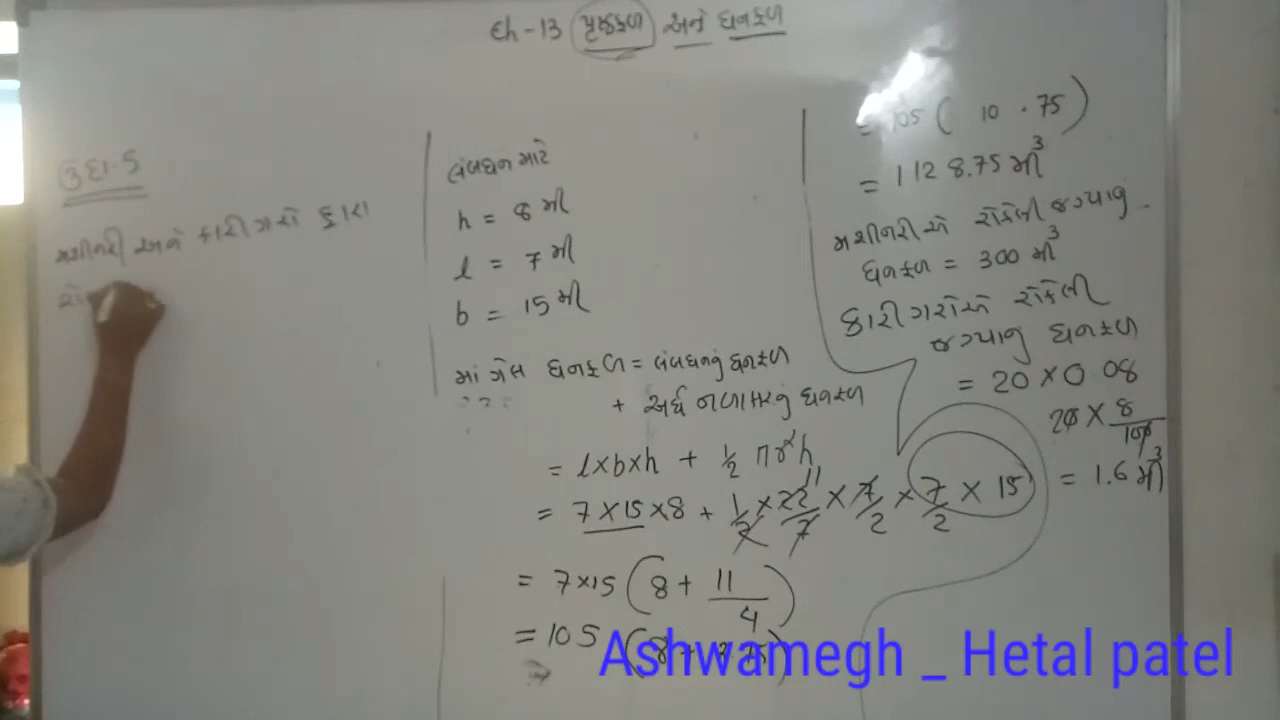 Ch-13 પૃષ્ઠફળ અને ઘનફળ
ઉદા-5
મશીનરી અને કારીગરો દ્વારા
લંબઘન માટે
h = 8 મી
l = 7 મી
b = 15 મી
માંગેલ ઘનફળ = લંબઘનનું ઘનફળ
+ અર્ધ નળાકારનું ઘનફળ
= l×b×h + 1/2 πr²h
= 7×15×8 + 1/2 × 22/7 × 7/2 × 7/2 × 15
= 7×15 (8 + 11/4)
= 105 (8 +
= 105 ( 10.75)
= 1128.75 મી³
મશીનરીએ રોકેલી જગ્યાનું
ઘનફળ = 300 મી³
કારીગરોએ રોકેલી
જગ્યાનું ઘનફળ
= 20 × 0.08
20 × 8/100
= 1.6 મી³
Ashwamegh _ Hetal patel